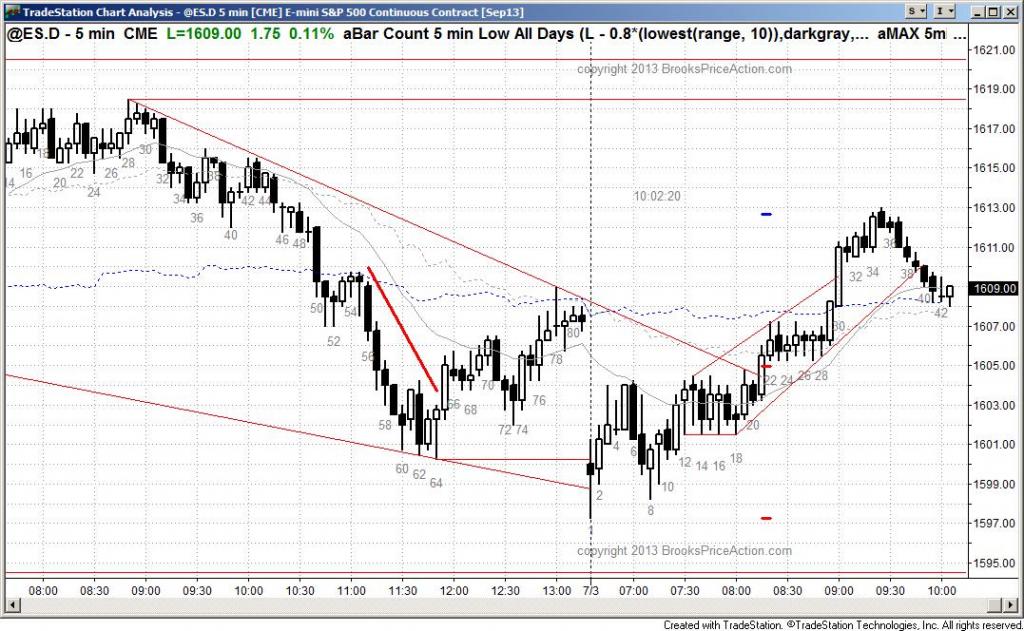 TradeStation Chart Analysis - @ES.D 5 min [CME] E-mini S&P 500 Continuous Contract [Sep13]
S I
@ES.D - 5 min CME L=1609.00 1.75 0.11% aBar Count 5 min Low All Days (L - 0.8*(lowest(range, 10)),darkgray,... aMAX 5mi ...
1621.00
copyright 2013 BrooksPriceAction.com
1619.00
1617.00
1615.00
1613.00
1611.00
1609.00
1607.00
1605.00
1603.00
1601.00
1599.00
1597.00
1595.00
10:02:20
14 16 18 20 22 24 26 28 30 32 34 36 38 40 42 44 46 48 50 52 54 56 58 60 62 64 66 68 70 72 74 76 78 80
1 2 4 6 8 10 12 14 16 18 20 22 24 26 28 30 32 34 36 38 40 42
copyright 2013 BrooksPriceAction.com
08:00 08:30 09:00 09:30 10:00 10:30 11:00 11:30 12:00 12:30 13:00 7/3 07:00 07:30 08:00 08:30 09:00 09:30 10:00
Created with TradeStation. ©TradeStation Technologies, Inc. All rights reserved.